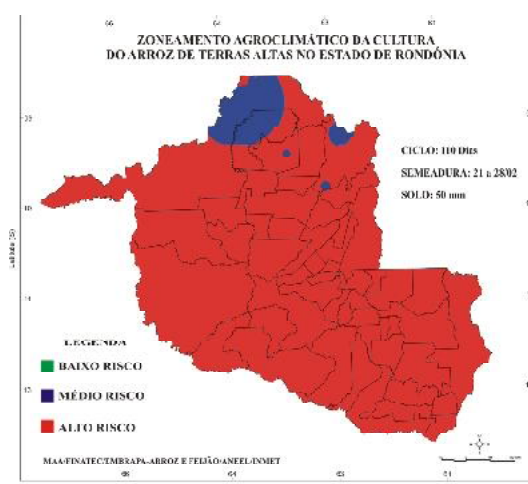 ZONEAMENTO AGROCLIMÁTICO DA CULTURA
DO ARROZ DE TERRAS ALTAS NO ESTADO DE RONDÔNIA
CICLO: 110 Dias
SEMEADURA: 21 a 28/02
SOLO: 50 mm
LEGENDA
BAIXO RISCO
MÉDIO RISCO
ALTO RISCO
MAA/FINATEC/EMBRAPA-ARROZ E FEIJÃO/ANEEL/INMET